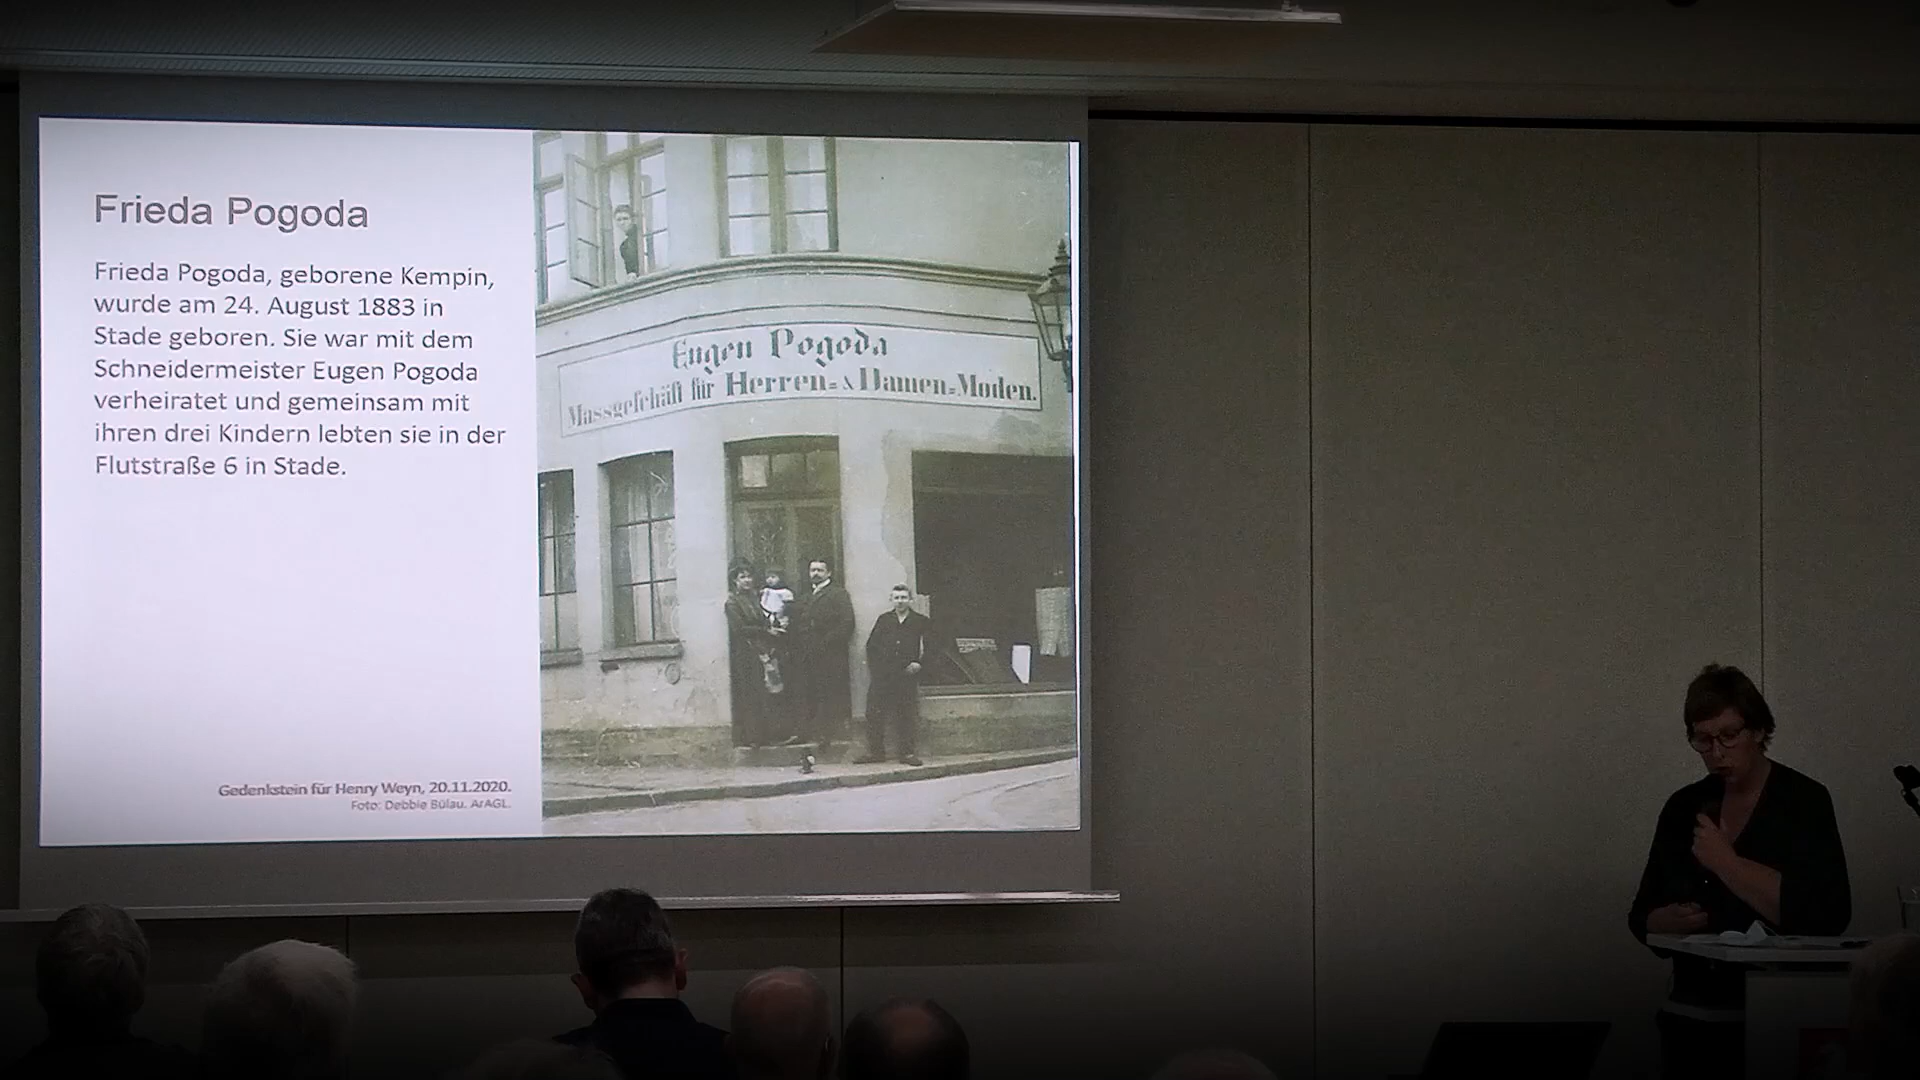 Frieda Pogoda
Frieda Pogoda, geborene Kempin,
wurde am 24. August 1883 in
Stade geboren. Sie war mit dem
Schneidermeister Eugen Pogoda
verheiratet und gemeinsam mit
ihren drei Kindern lebten sie in der
Flutstraße 6 in Stade.
Gedenkstein für Henry Weyn, 20.11.2020.
Foto: Debbie Bülau. ArAGL.
Eugen Pogoda
Massgeſchäft für Herren- & Damen-Moden.